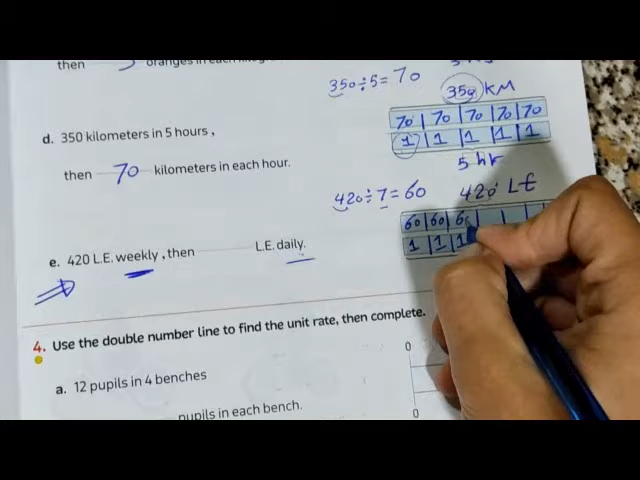 then 5 oranges in each
350÷5=70
350 KM
70 70 70 70 70
1 1 1 1 1
5 hr
d. 350 kilometers in 5 hours,
then 70 kilometers in each hour.
420÷7=60
420 LE
60 60 6
1 1 1
e. 420 L.E. weekly, then L.E. daily.
4. Use the double number line to find the unit rate, then complete.
a. 12 pupils in 4 benches
0
pupils in each bench.
0